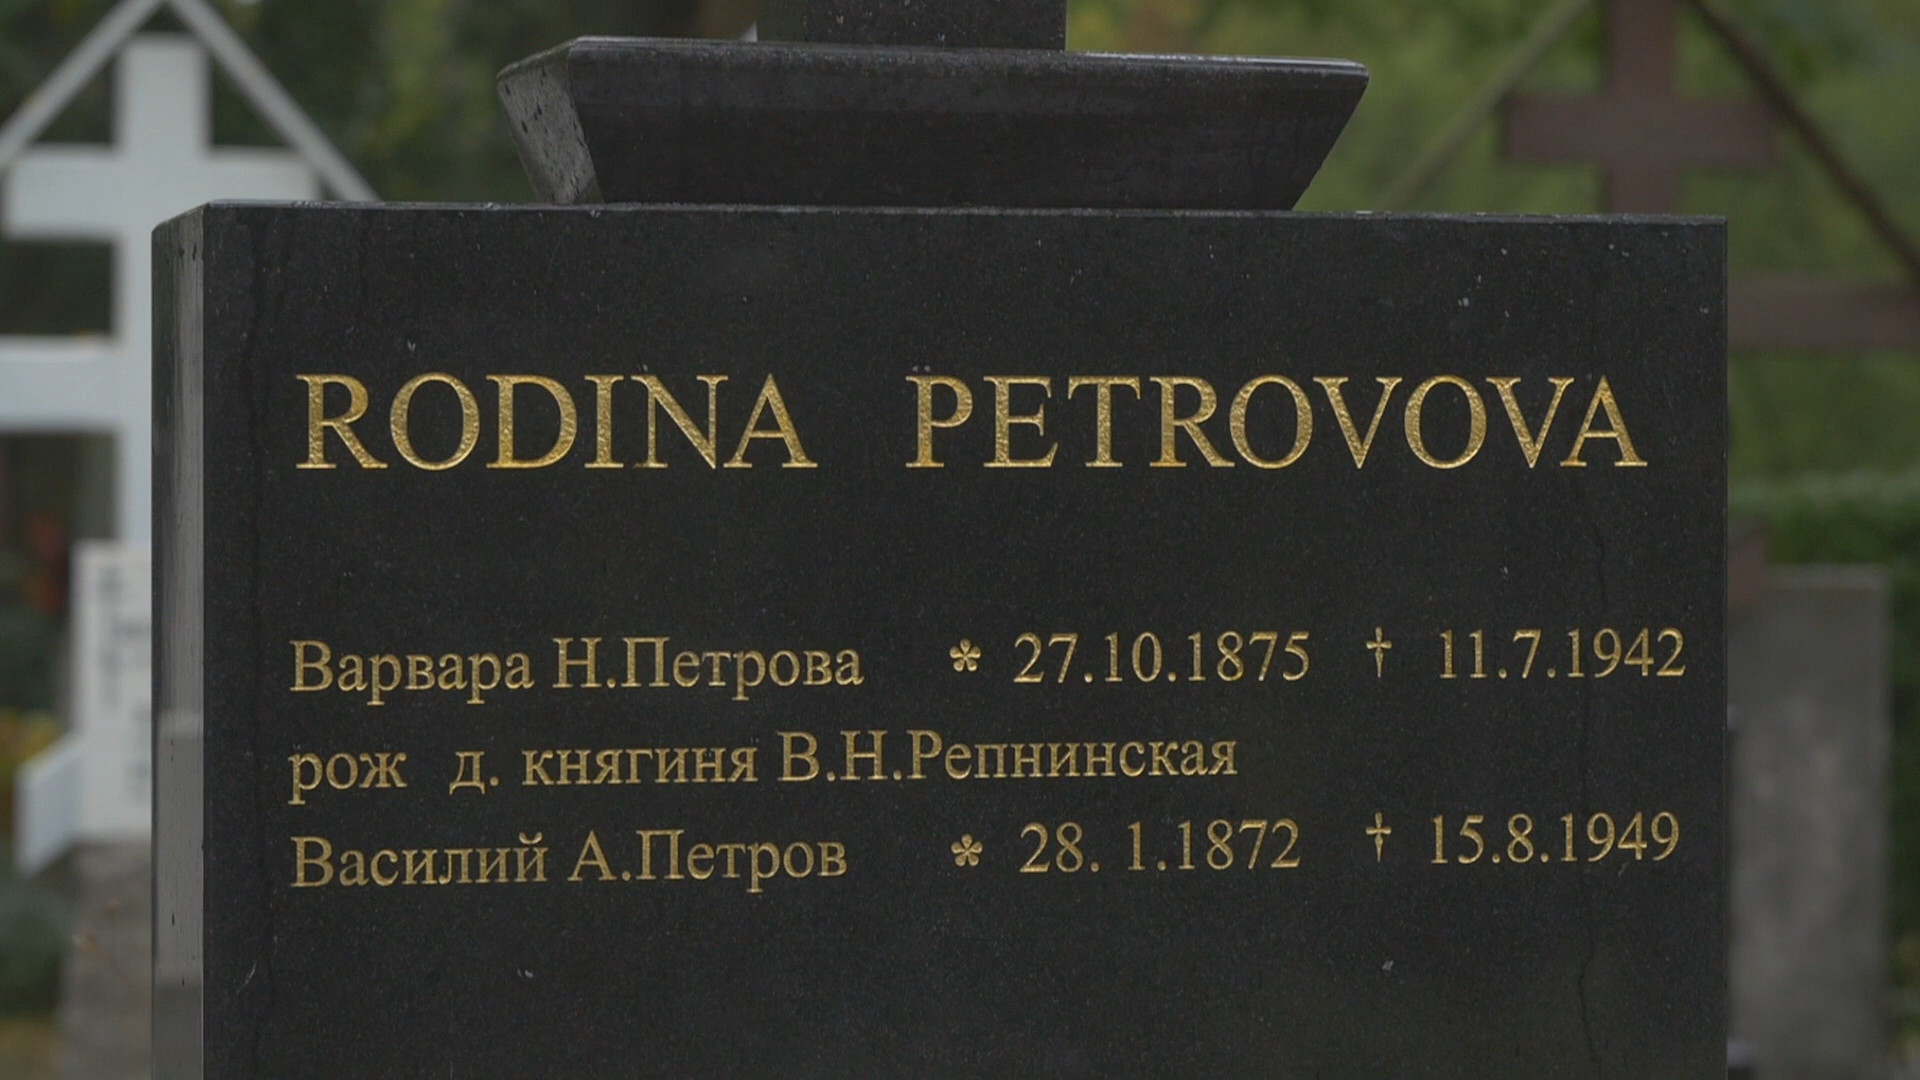 RODINA PETROVOVA
Варвара Н.Петрова * 27.10.1875 † 11.7.1942
рож д. княгиня В.Н.Репнинская
Василий А.Петров * 28. 1.1872 † 15.8.1949